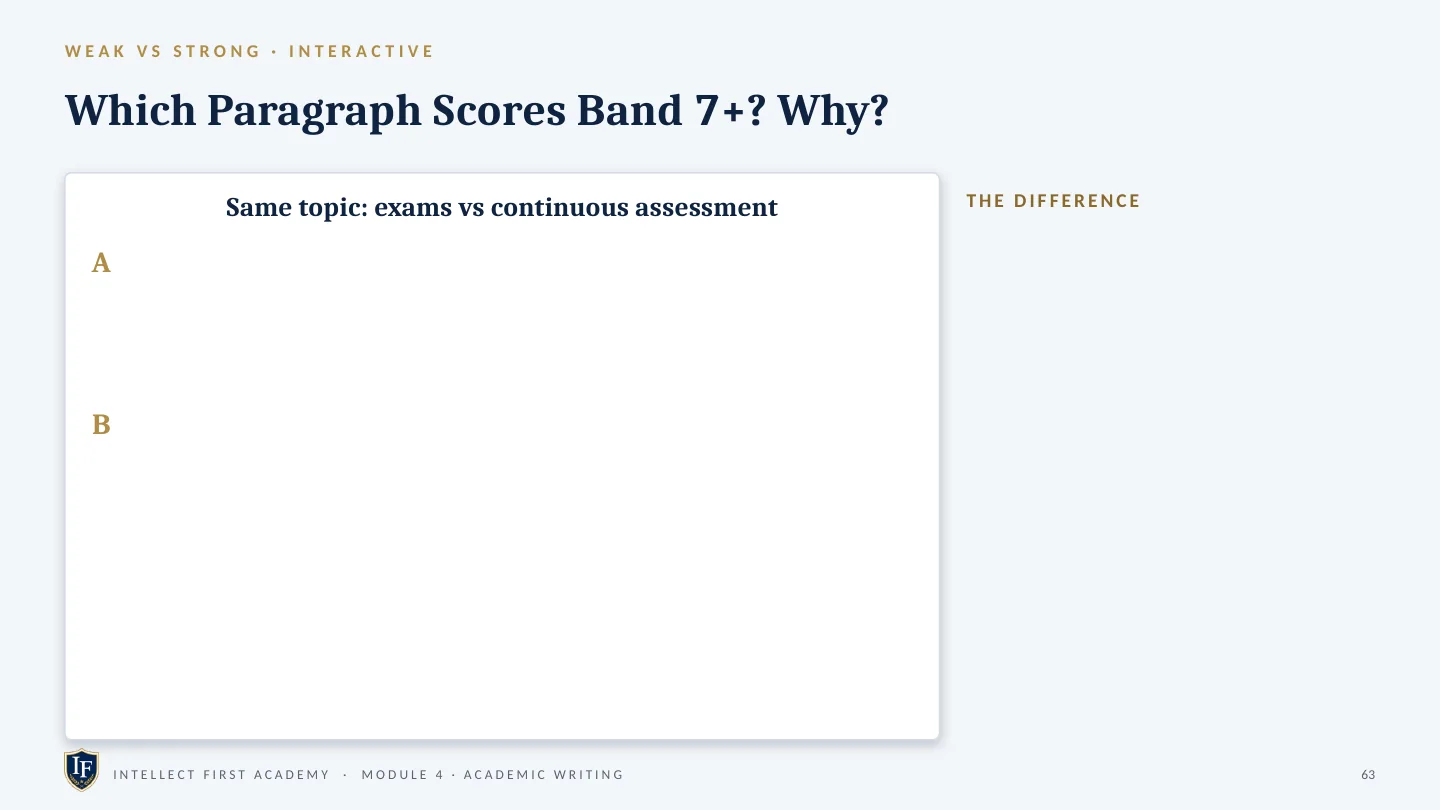 WEAK VS STRONG · INTERACTIVE
Which Paragraph Scores Band 7+? Why?
Same topic: exams vs continuous assessment
A
B
THE DIFFERENCE
IF
INTELLECT FIRST ACADEMY · MODULE 4 · ACADEMIC WRITING
63